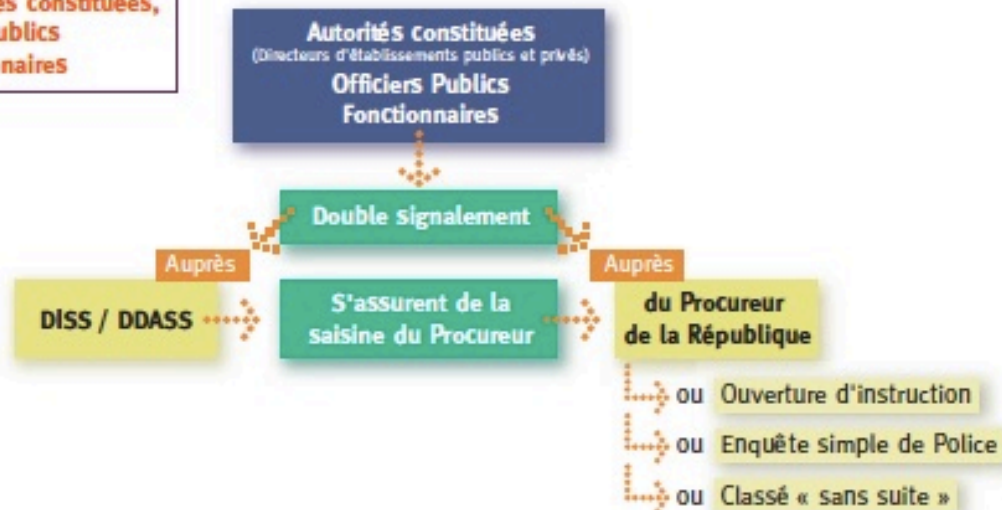 es constituées,
ublics
nnaires
Autorités constituées
(Directeurs d'établissements publics et privés)
Officiers Publics
Fonctionnaires
Double signalement
Auprès
Auprès
DISS / DDASS
S'assurent de la
saisine du Procureur
du Procureur
de la République
ou Ouverture d'instruction
ou Enquête simple de Police
ou Classé « sans suite »